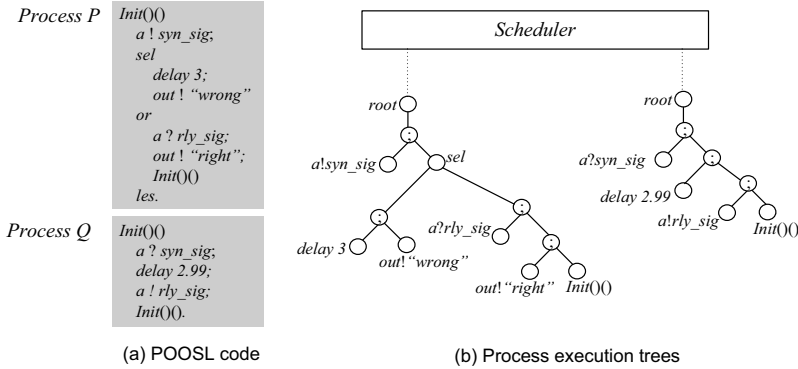 Process P
Init()()
a ! syn_sig;
sel
delay 3;
out ! “wrong”
or
a ? rly_sig;
out ! “right”;
Init()()
les.
Process Q
Init()()
a ? syn_sig;
delay 2.99;
a ! rly_sig;
Init()().
(a) POOSL code
Scheduler
root
;
a!syn_sig
sel
;
delay 3
out!“wrong”
;
a?rly_sig
;
out!“right”
Init()()
root
;
a?syn_sig
;
delay 2.99
;
a!rly_sig
Init()()
(b) Process execution trees